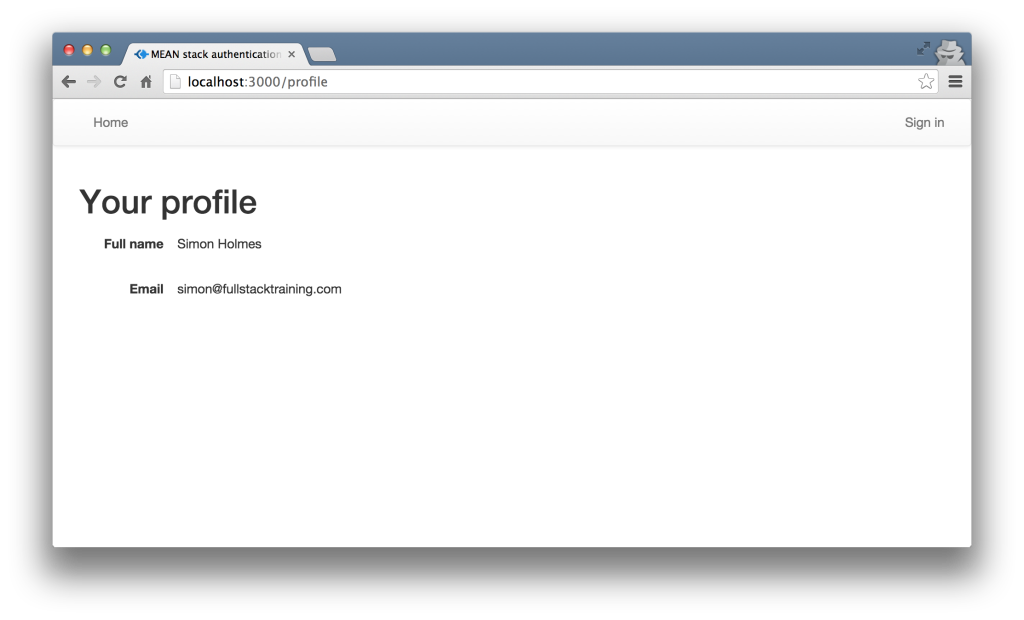 MEAN stack authentication
localhost:3000/profile
Home
Sign in
Your profile
Full name Simon Holmes
Email simon@fullstacktraining.com